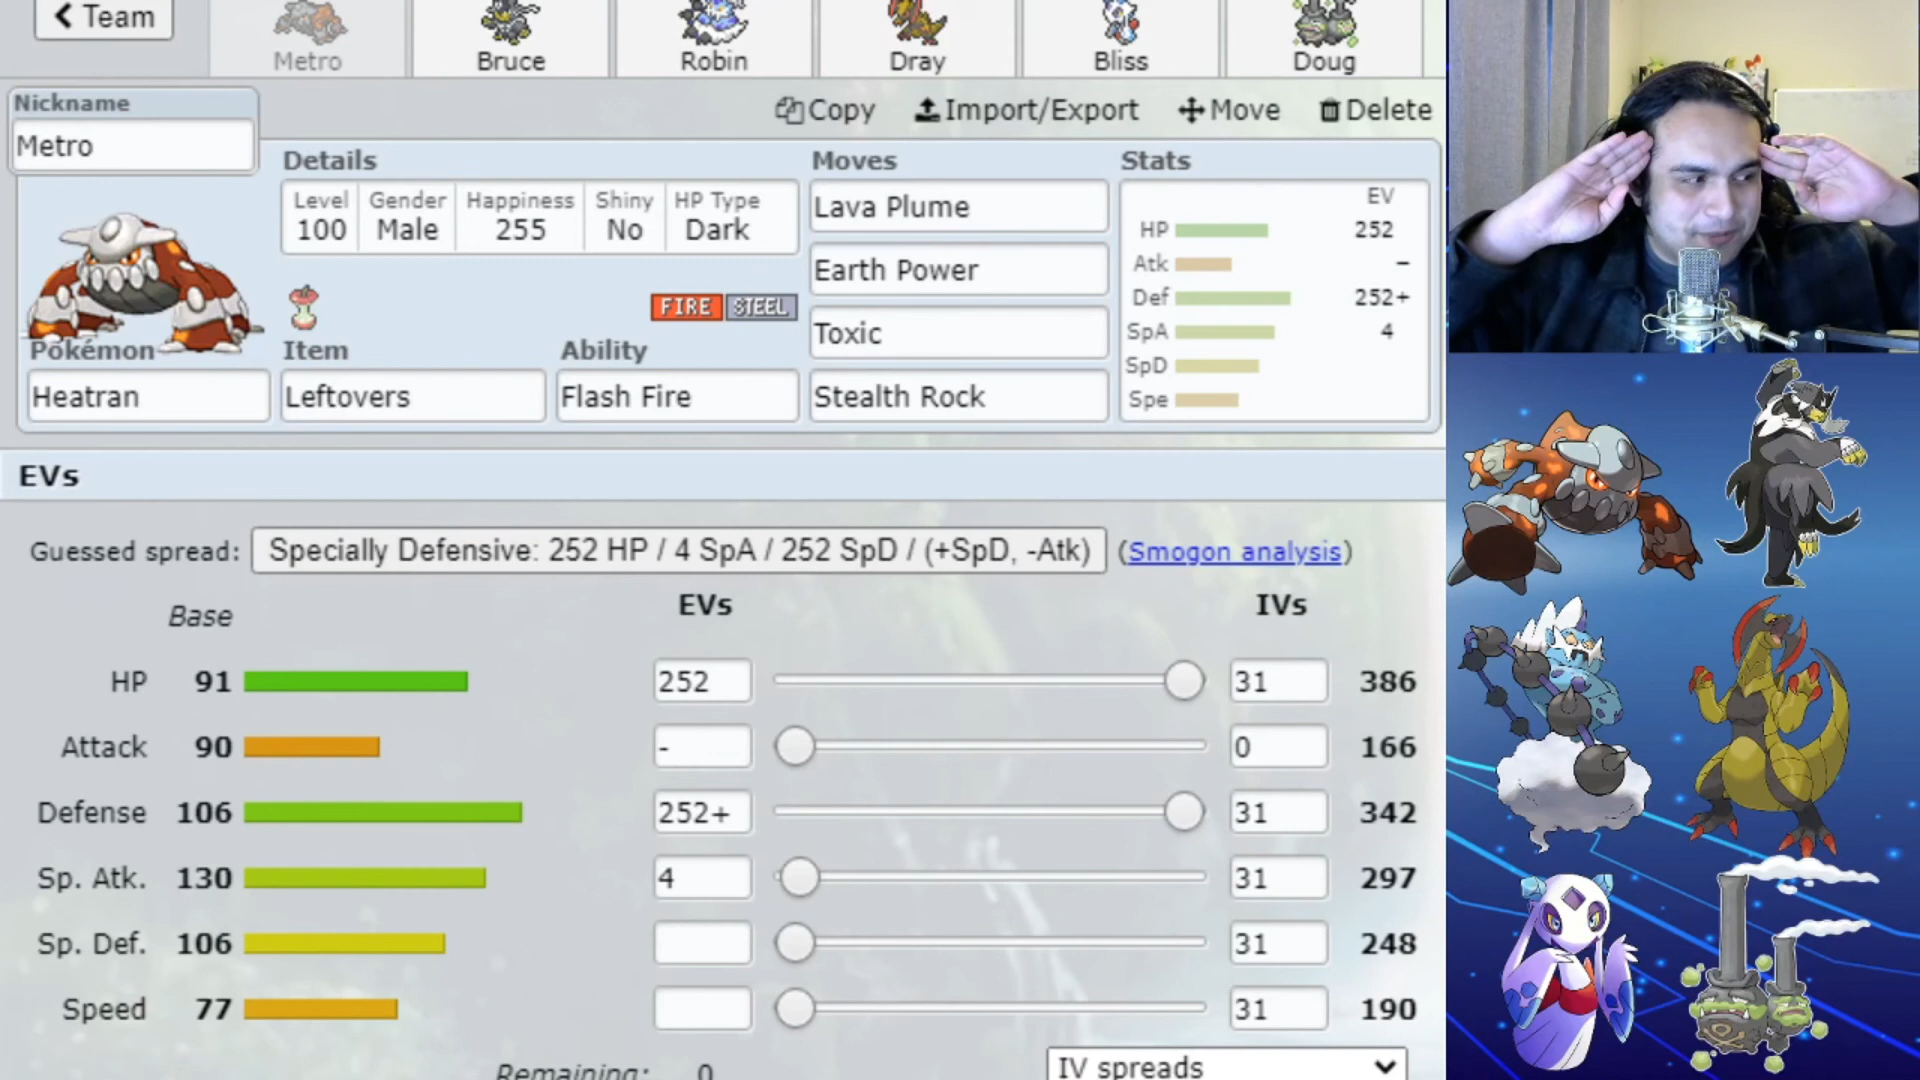 Team
Metro
Bruce
Robin
Dray
Bliss
Doug
Nickname
Metro
Copy
Import/Export
Move
Delete
Details
Level
100
Gender
Male
Happiness
255
Shiny
No
HP Type
Dark
FIRE STEEL
Pokémon
Heatran
Item
Leftovers
Ability
Flash Fire
Moves
Lava Plume
Earth Power
Toxic
Stealth Rock
Stats
EV
HP 252
Atk –
Def 252+
SpA 4
SpD
Spe
EVs
Guessed spread: Specially Defensive: 252 HP / 4 SpA / 252 SpD / (+SpD, -Atk) (Smogon analysis)
Base EVs IVs
HP 91 252 31 386
Attack 90 - 0 166
Defense 106 252+ 31 342
Sp. Atk. 130 4 31 297
Sp. Def. 106 31 248
Speed 77 31 190
Remaining: 0
IV spreads